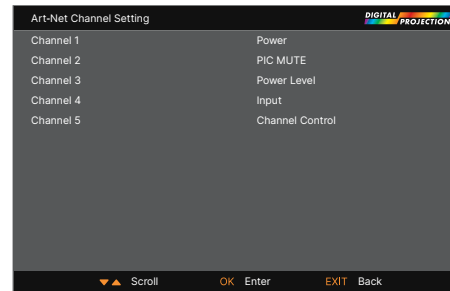 Art-Net Channel Setting
DIGITAL PROJECTION
Channel 1 Power
Channel 2 PIC MUTE
Channel 3 Power Level
Channel 4 Input
Channel 5 Channel Control
▼▲ Scroll OK Enter EXIT Back